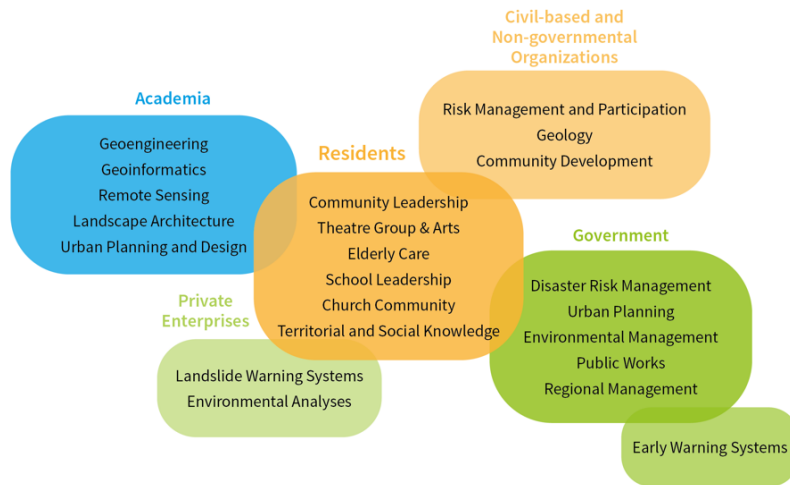 Civil-based and
Non-governmental
Organizations
Risk Management and Participation
Geology
Community Development
Academia
Geoengineering
Geoinformatics
Remote Sensing
Landscape Architecture
Urban Planning and Design
Residents
Community Leadership
Theatre Group & Arts
Elderly Care
School Leadership
Church Community
Territorial and Social Knowledge
Government
Disaster Risk Management
Urban Planning
Environmental Management
Public Works
Regional Management
Private
Enterprises
Landslide Warning Systems
Environmental Analyses
Early Warning Systems